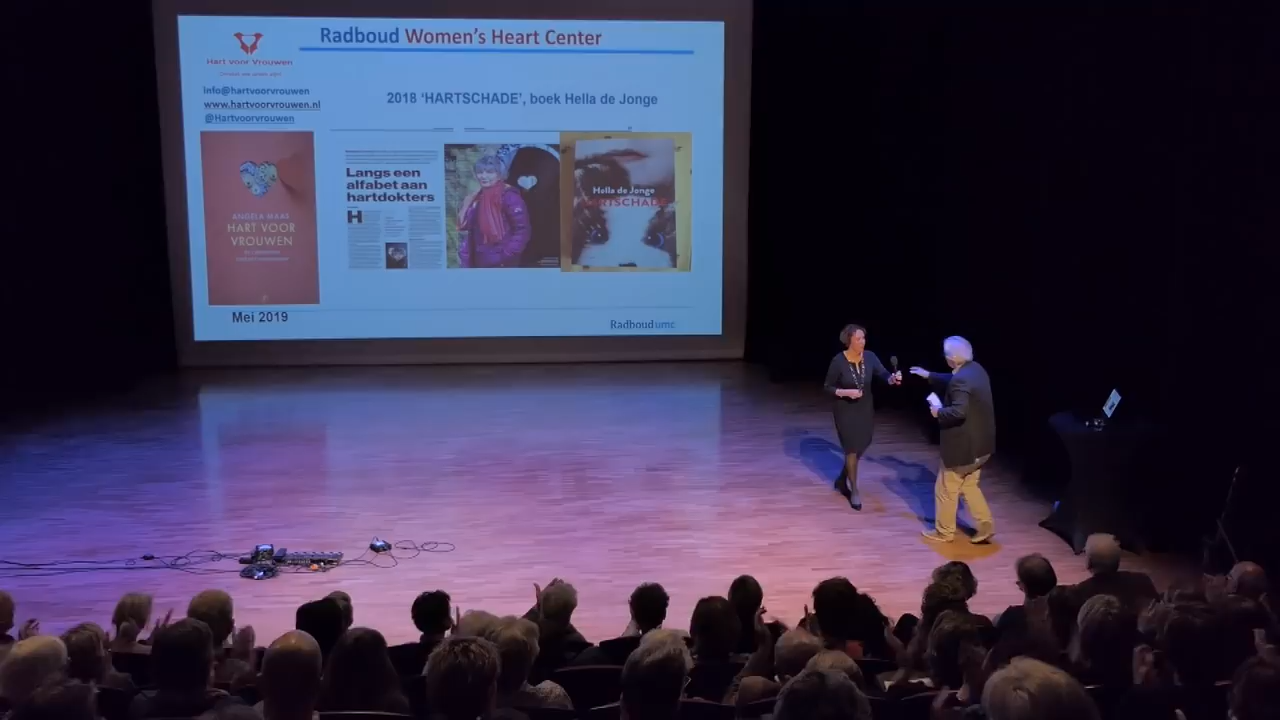 Radboud Women's Heart Center
Hart voor Vrouwen
info@hartvoorvrouwen
www.hartvoorvrouwen.nl
@Hartvoorvrouwen
2018 ‘HARTSCHADE’, boek Hella de Jonge
Langs een
alfabet aan
hartdokters
H
Hella de Jonge
HARTSCHADE
ANGELA MAAS
HART VOOR
VROUWEN
Mei 2019
Radboudumc